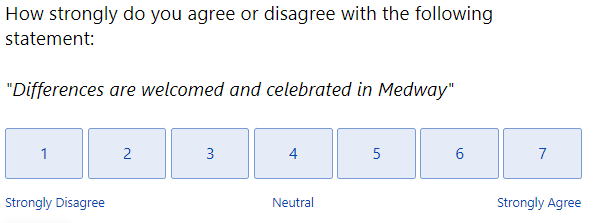 How strongly do you agree or disagree with the following
statement:
"Differences are welcomed and celebrated in Medway"
1 2 3 4 5 6 7
Strongly Disagree Neutral Strongly Agree